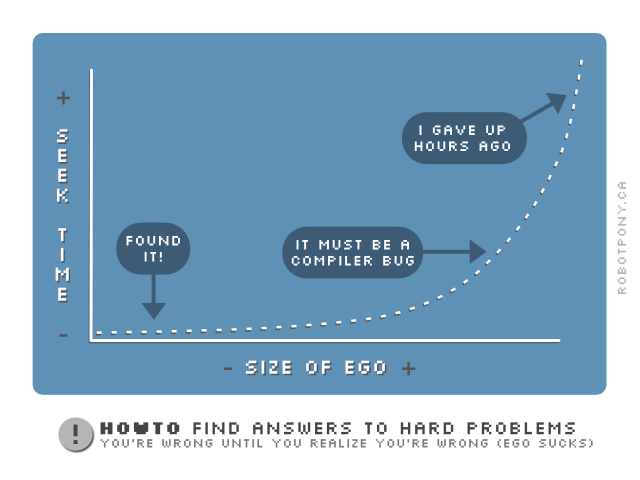 +
SEEK TIME
-
I GAVE UP
HOURS AGO
FOUND
IT!
IT MUST BE A
COMPILER BUG
- SIZE OF EGO +
ROBOTPONY.CA
! HOWTO FIND ANSWERS TO HARD PROBLEMS
YOU'RE WRONG UNTIL YOU REALIZE YOU'RE WRONG (EGO SUCKS)